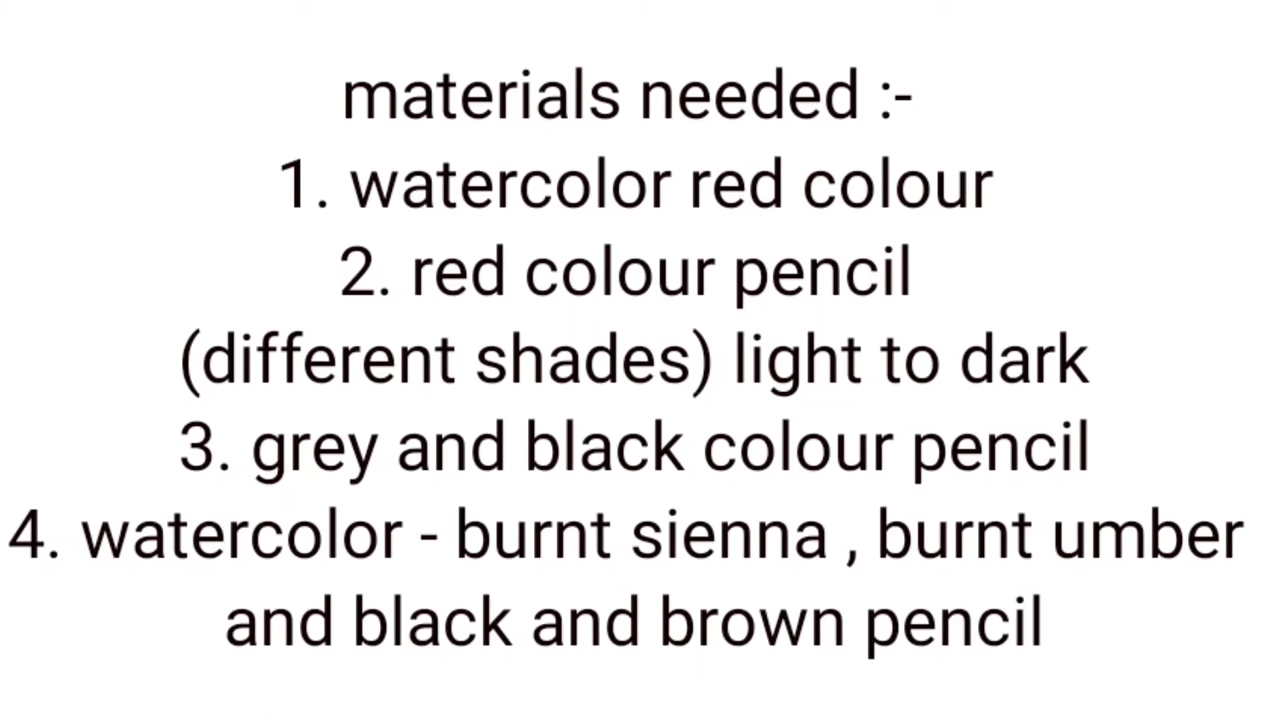 materials needed :-
1. watercolor red colour
2. red colour pencil
(different shades) light to dark
3. grey and black colour pencil
4. watercolor - burnt sienna , burnt umber
and black and brown pencil